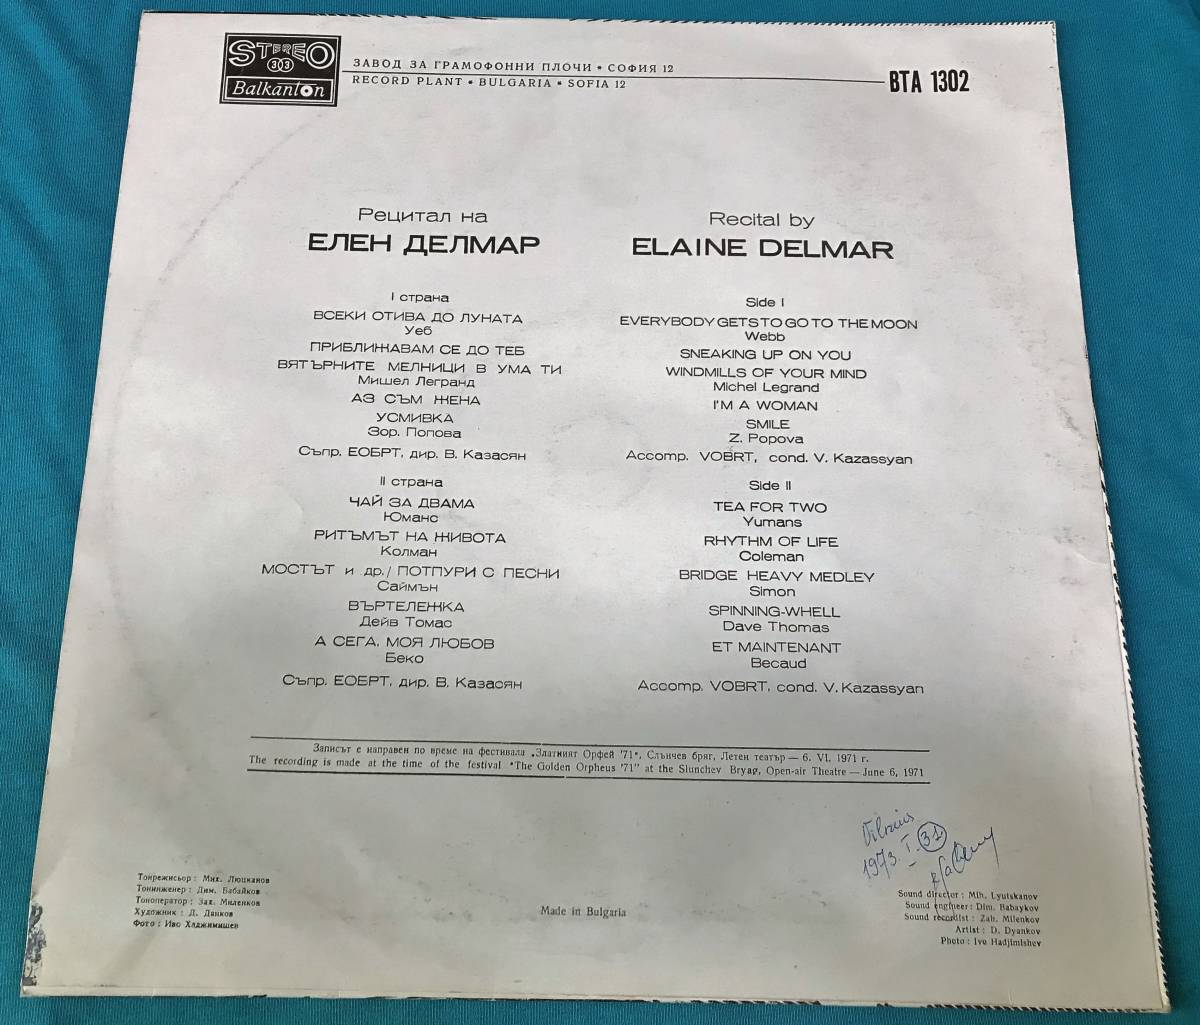 STEREO
303
Balkanton
ЗАВОД ЗА ГРАМОФОННИ ПЛОЧИ • СОФИЯ 12
RECORD PLANT • BULGARIA • SOFIA 12
ВТА 1302
Рецитал на
ЕЛЕН ДЕЛМАР
I страна
ВСЕКИ ОТИВА ДО ЛУНАТА
Уеб
ПРИБЛИЖАВАМ СЕ ДО ТЕБ
ВЯТЪРНИТЕ МЕЛНИЦИ В УМА ТИ
Мишел Легранд
АЗ СЪМ ЖЕНА
УСМИВКА
Зор. Попова
Съпр. ЕОБРТ, дир. В. Казасян
II страна
ЧАЙ ЗА ДВАМА
Юманс
РИТЪМЪТ НА ЖИВОТА
Колман
МОСТЪТ и др./ ПОТПУРИ С ПЕСНИ
Саймън
ВЪРТЕЛЕЖКА
Дейв Томас
А СЕГА, МОЯ ЛЮБОВ
Беко
Съпр. ЕОБРТ, дир. В. Казасян
Recital by
ELAINE DELMAR
Side I
EVERYBODY GETS TO GO TO THE MOON
Webb
SNEAKING UP ON YOU
WINDMILLS OF YOUR MIND
Michel Legrand
I'M A WOMAN
SMILE
Z. Popova
Accomp. VOBRT, cond. V. Kazassyan
Side II
TEA FOR TWO
Yumans
RHYTHM OF LIFE
Coleman
BRIDGE HEAVY MEDLEY
Simon
SPINNING-WHELL
Dave Thomas
ET MAINTENANT
Becaud
Accomp. VOBRT, cond. V. Kazassyan
Записът е направен по време на фестивала „Златният Орфей '71“, Слънчев бряг, Летен театър — 6. VI. 1971 г.
The recording is made at the time of the festival "The Golden Orpheus '71" at the Slunchev Bryag, Open-air Theatre — June 6, 1971
Vilnius
1973 I 31
Тонрежисьор : Мих. Люцканов
Тонинженер : Дим. Бабайков
Тоноператор : Зах. Миленков
Художник : Д. Данков
Фото : Иво Хаджимишев
Made in Bulgaria
Sound director : Mih. Lyutskanov
Sound engineer : Dim. Babaykov
Sound recordist : Zah. Milenkov
Artist : D. Dyankov
Photo : Ivo Hadjimishev